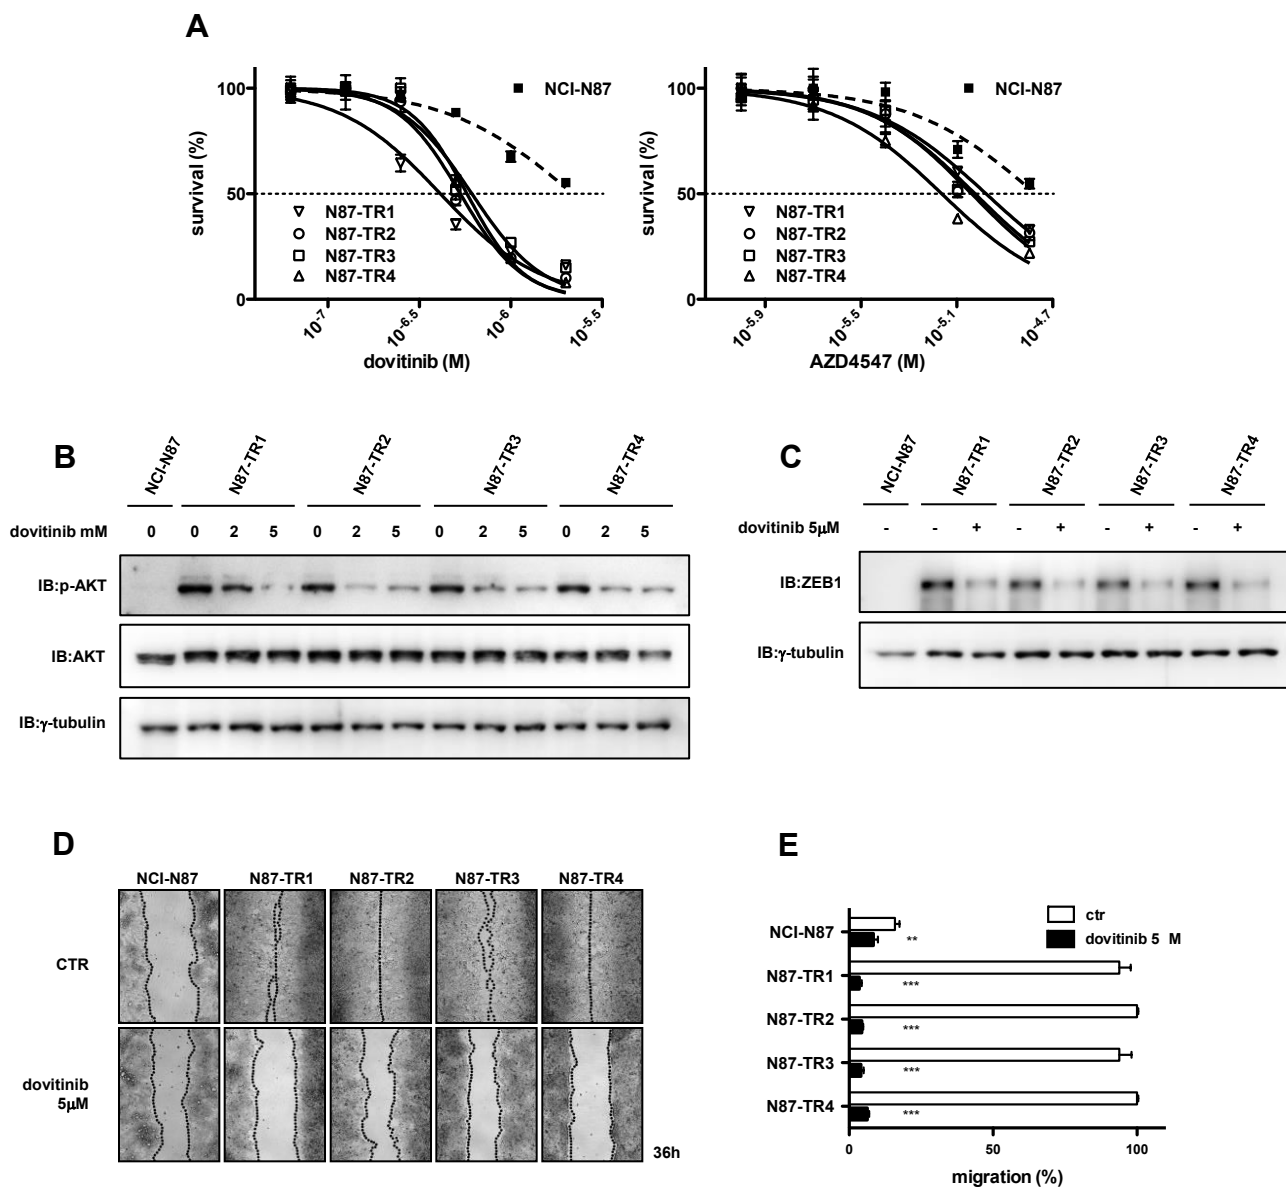 A
100
50
0
survival (%)
NCI-N87
N87-TR1
N87-TR2
N87-TR3
N87-TR4
10-7
10-6.5
10-6
10-5.5
dovitinib (M)
100
50
0
survival (%)
NCI-N87
N87-TR1
N87-TR2
N87-TR3
N87-TR4
10-5.9
10-5.5
10-5.1
10-4.7
AZD4547 (M)
B
NCI-N87 N87-TR1 N87-TR2 N87-TR3 N87-TR4
dovitinib mM 0 0 2 5 0 2 5 0 2 5 0 2 5
IB:p-AKT
IB:AKT
IB:γ-tubulin
C
NCI-N87 N87-TR1 N87-TR2 N87-TR3 N87-TR4
dovitinib 5μM - - + - + - + - +
IB:ZEB1
IB:γ-tubulin
D
NCI-N87 N87-TR1 N87-TR2 N87-TR3 N87-TR4
CTR
dovitinib
5μM
36h
E
ctr
dovitinib 5 M
NCI-N87 **
N87-TR1 ***
N87-TR2 ***
N87-TR3 ***
N87-TR4 ***
0 50 100
migration (%)